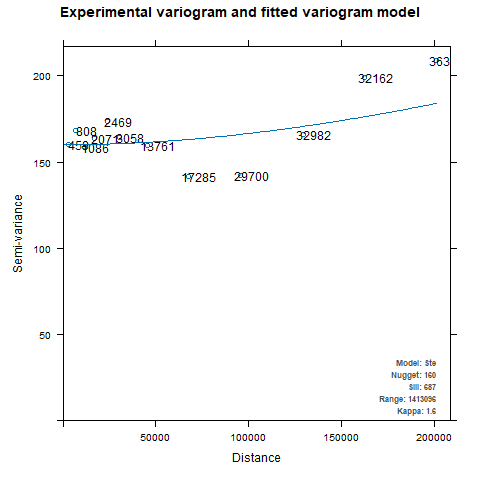 Experimental variogram and fitted variogram model
200
150
100
50
Semi-variance
808
2469
458
2071
3058
1086
13761
17285
29700
32982
32162
363
Model: Ste
Nugget: 160
Sill: 687
Range: 1413096
Kappa: 1.6
50000 100000 150000 200000
Distance